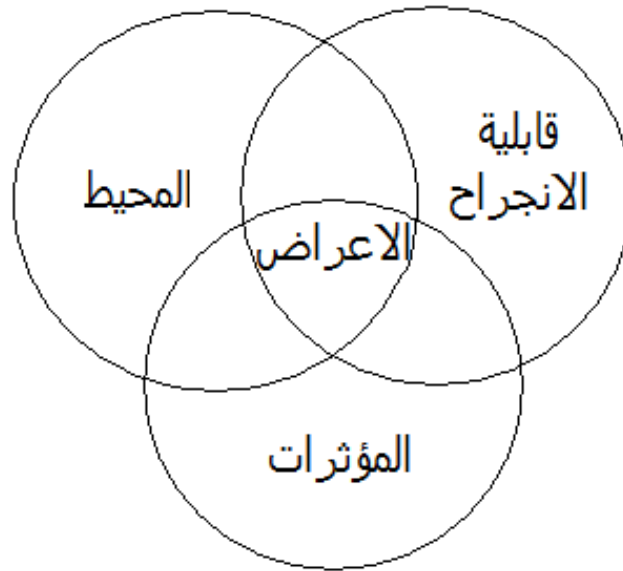 قابلية
الانجراح
المحيط
الاعراض
المؤثرات